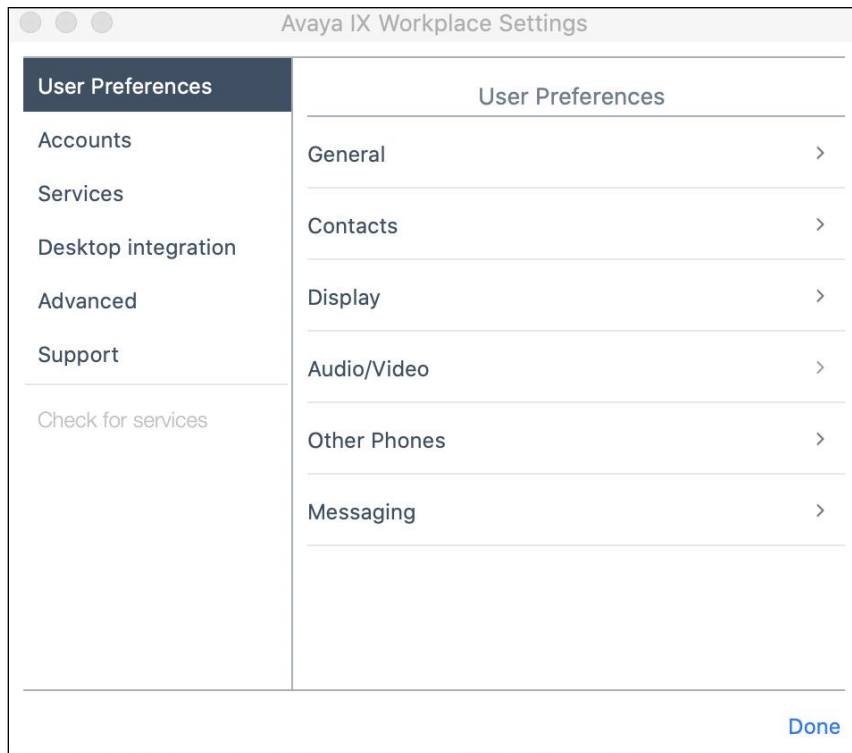 Avaya IX Workplace Settings
User Preferences
Accounts
Services
Desktop integration
Advanced
Support
Check for services
User Preferences
General
Contacts
Display
Audio/Video
Other Phones
Messaging
Done